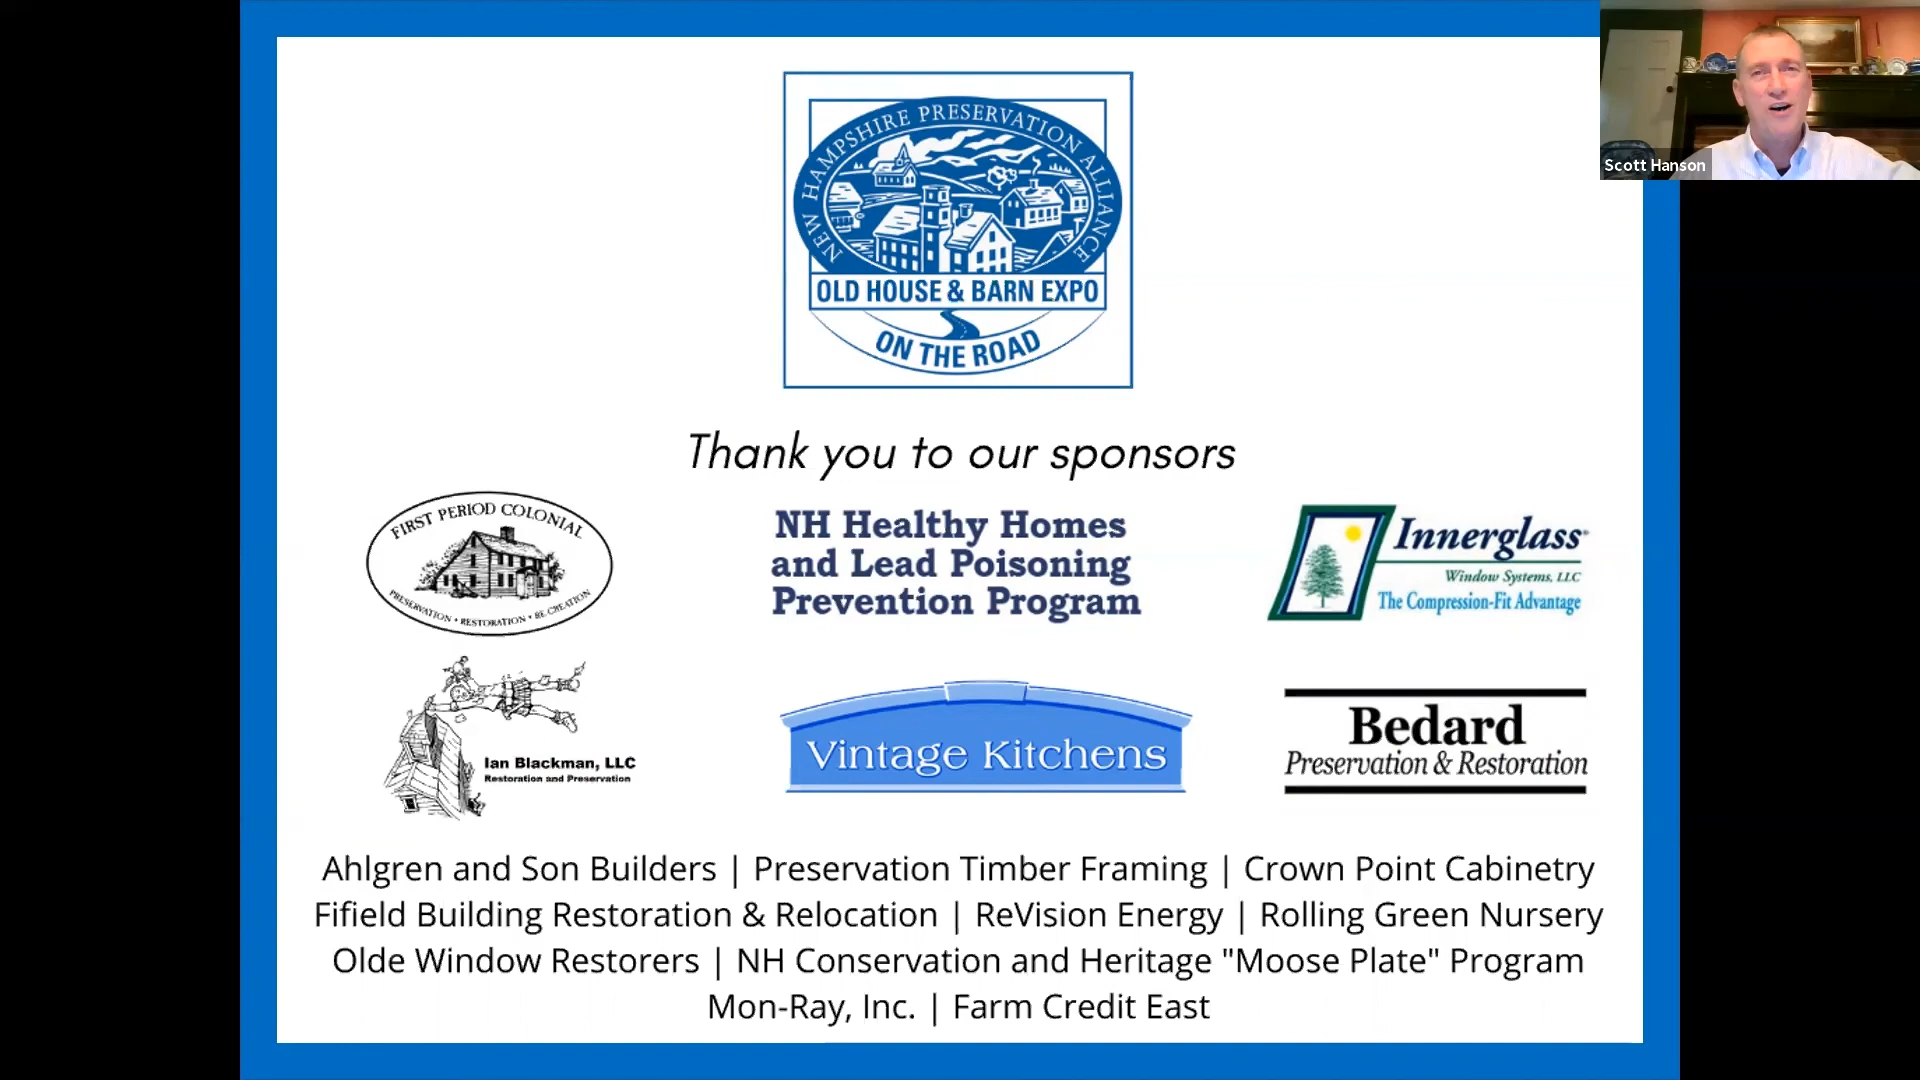 Scott Hanson
NEW HAMPSHIRE PRESERVATION ALLIANCE
OLD HOUSE & BARN EXPO
ON THE ROAD
Thank you to our sponsors
FIRST PERIOD COLONIAL
PRESERVATION • RESTORATION • RE-CREATION
NH Healthy Homes
and Lead Poisoning
Prevention Program
Innerglass
Window Systems, LLC
The Compression-Fit Advantage
Ian Blackman, LLC
Restoration and Preservation
Vintage Kitchens
Bedard
Preservation & Restoration
Ahlgren and Son Builders | Preservation Timber Framing | Crown Point Cabinetry
Fifield Building Restoration & Relocation | ReVision Energy | Rolling Green Nursery
Olde Window Restorers | NH Conservation and Heritage "Moose Plate" Program
Mon-Ray, Inc. | Farm Credit East